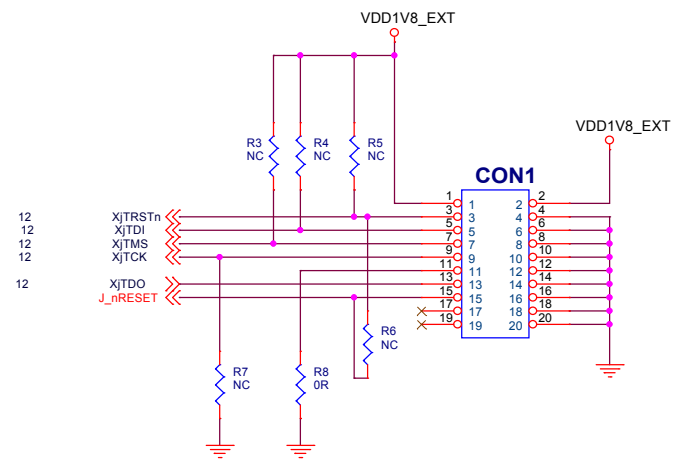 VDD1V8_EXT
VDD1V8_EXT
R3
NC
R4
NC
R5
NC
CON1
1 1 2 2
12 XjTRSTn 3 3 4 4
12 XjTDI 5 5 6 6
12 XjTMS 7 7 8 8
12 XjTCK 9 9 10 10
11 11 12 12
12 XjTDO 13 13 14 14
J_nRESET 15 15 16 16
17 17 18 18
19 19 20 20
R6
NC
R7
NC
R8
0R